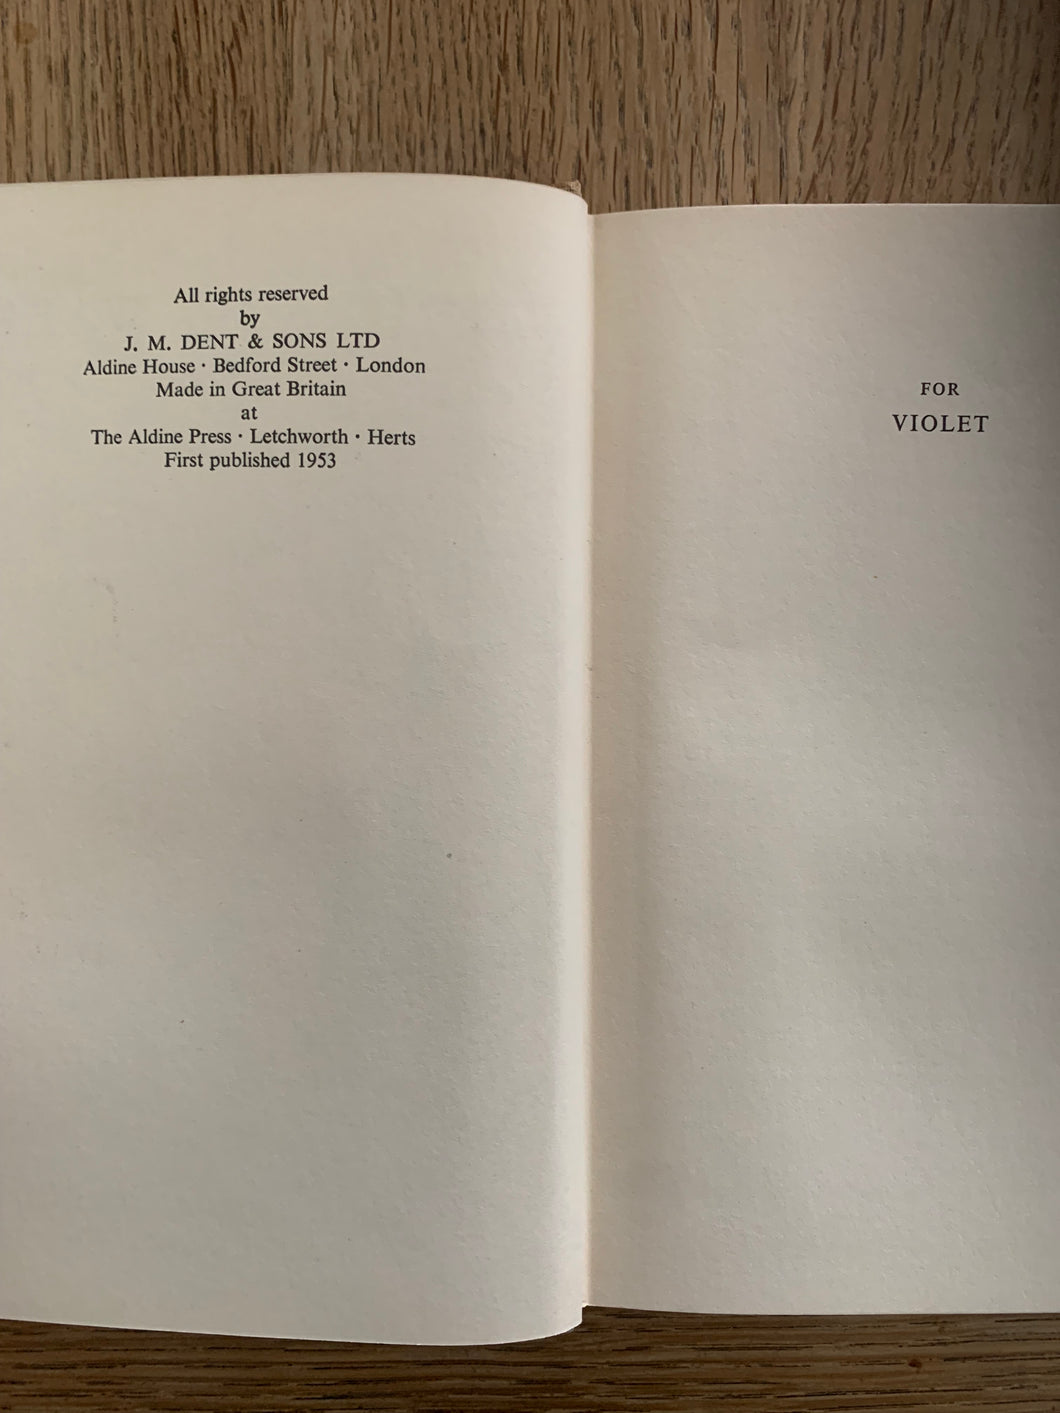 All rights reserved
by
J. M. DENT & SONS LTD
Aldine House · Bedford Street · London
Made in Great Britain
at
The Aldine Press · Letchworth · Herts
First published 1953
FOR
VIOLET